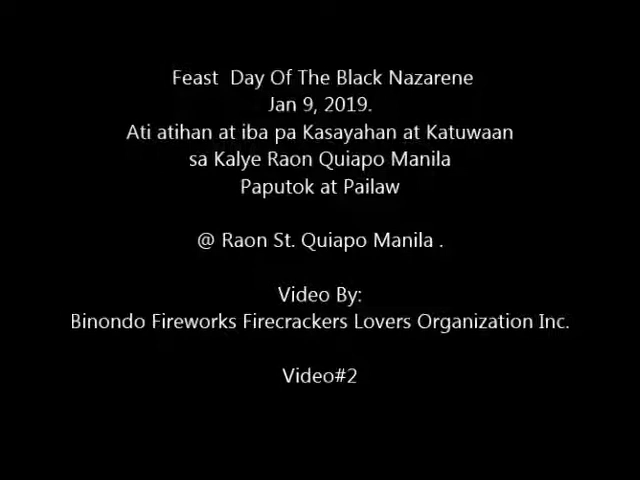 Feast  Day Of The Black Nazarene
Jan 9, 2019.
Ati atihan at iba pa Kasayahan at Katuwaan
sa Kalye Raon Quiapo Manila
Paputok at Pailaw
@ Raon St. Quiapo Manila .
Video By:
Binondo Fireworks Firecrackers Lovers Organization Inc.
Video#2